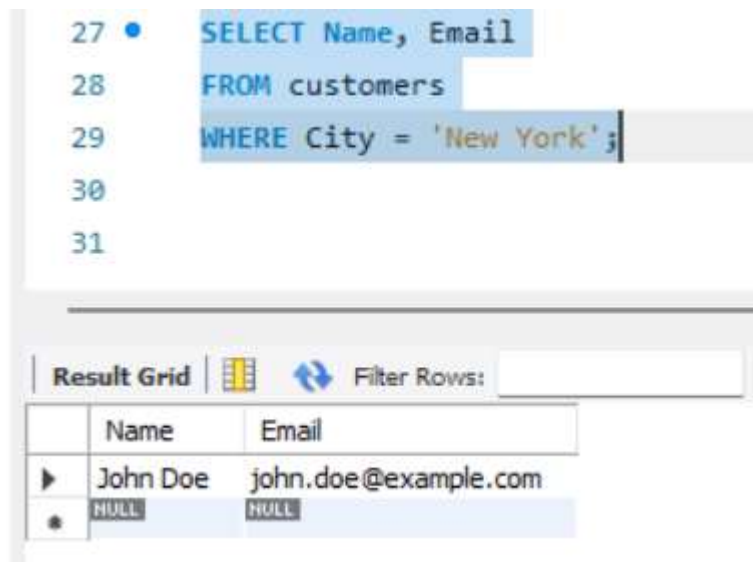 27 SELECT Name, Email
28 FROM customers
29 WHERE City = 'New York';
30
31
Result Grid Filter Rows:
Name Email
John Doe john.doe@example.com
NULL NULL